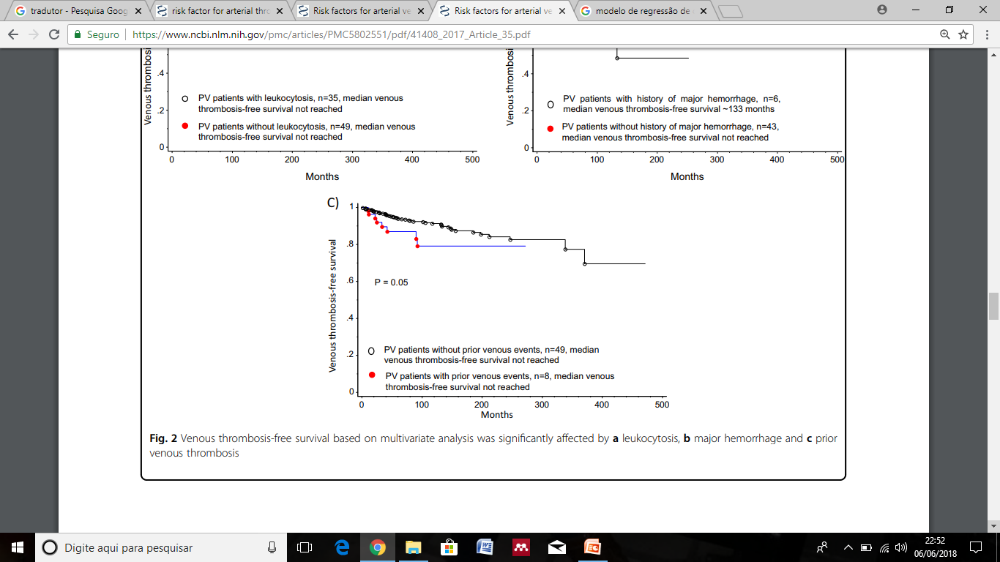 tradutor - Pesquisa Goog
risk factor for arterial thr
Risk factors for arterial ve
Risk factors for arterial ve
modelo de regressão de
Seguro
https://www.ncbi.nlm.nih.gov/pmc/articles/PMC5802551/pdf/41408_2017_Article_35.pdf
Venous thrombosi
.4
.2
0
PV patients with leukocytosis, n=35, median venous
thrombosis-free survival not reached
PV patients without leukocytosis, n=49, median venous
thrombosis-free survival not reached
0 100 200 300 400 500
Months
Venous thrombosi
.4
.2
0
PV patients with history of major hemorrhage, n=6,
median venous thrombosis-free survival ~133 months
PV patients without history of major hemorrhage, n=43,
median venous thrombosis-free survival not reached
0 100 200 300 400 500
Months
C)
Venous thrombosis-free survival
1
.8
.6
.4
.2
0
P = 0.05
PV patients without prior venous events, n=49, median
venous thrombosis-free survival not reached
PV patients with prior venous events, n=8, median venous
thrombosis-free survival not reached
0 100 200 300 400 500
Months
Fig. 2 Venous thrombosis-free survival based on multivariate analysis was significantly affected by a leukocytosis, b major hemorrhage and c prior
venous thrombosis
Digite aqui para pesquisar
22:52
06/06/2018